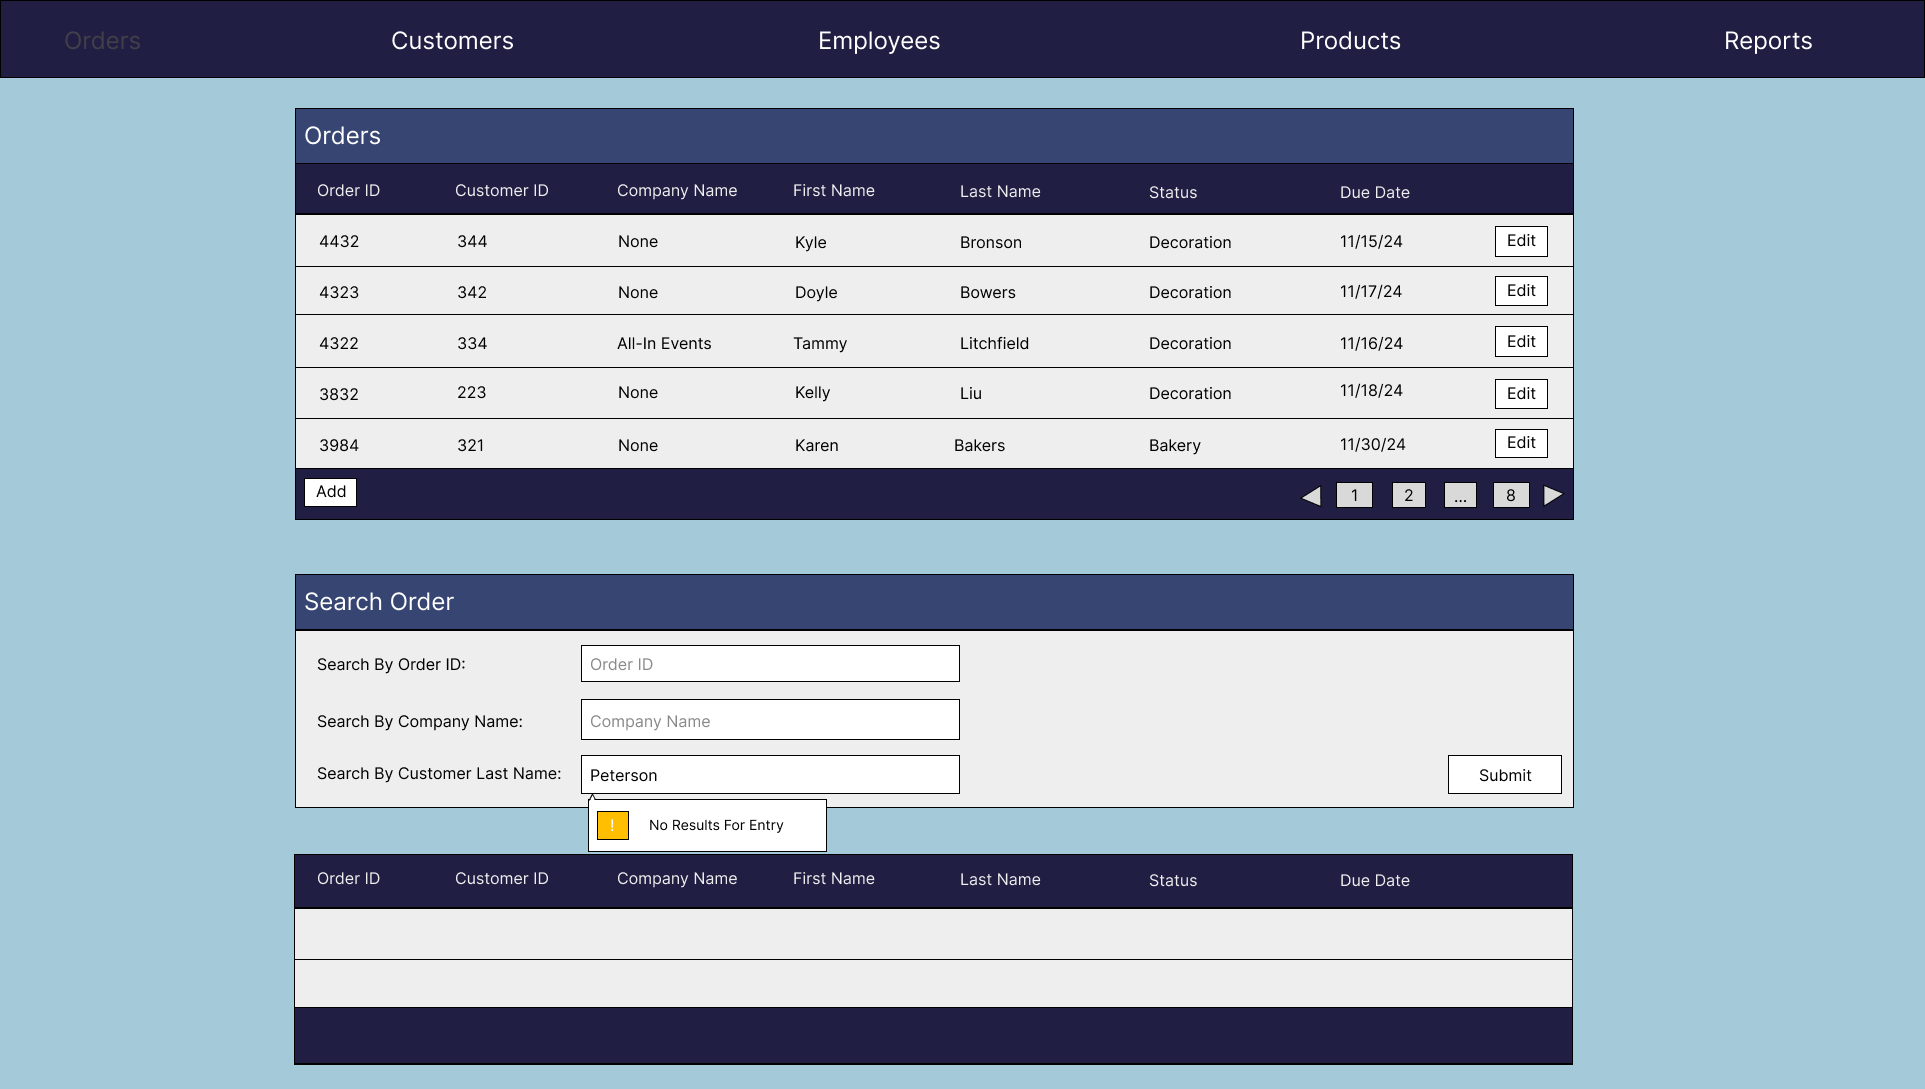 Orders Customers Employees Products Reports
Orders
Order ID Customer ID Company Name First Name Last Name Status Due Date
4432 344 None Kyle Bronson Decoration 11/15/24 Edit
4323 342 None Doyle Bowers Decoration 11/17/24 Edit
4322 334 All-In Events Tammy Litchfield Decoration 11/16/24 Edit
3832 223 None Kelly Liu Decoration 11/18/24 Edit
3984 321 None Karen Bakers Bakery 11/30/24 Edit
Add 1 2 ... 8
Search Order
Search By Order ID: Order ID
Search By Company Name: Company Name
Search By Customer Last Name: Peterson Submit
! No Results For Entry
Order ID Customer ID Company Name First Name Last Name Status Due Date